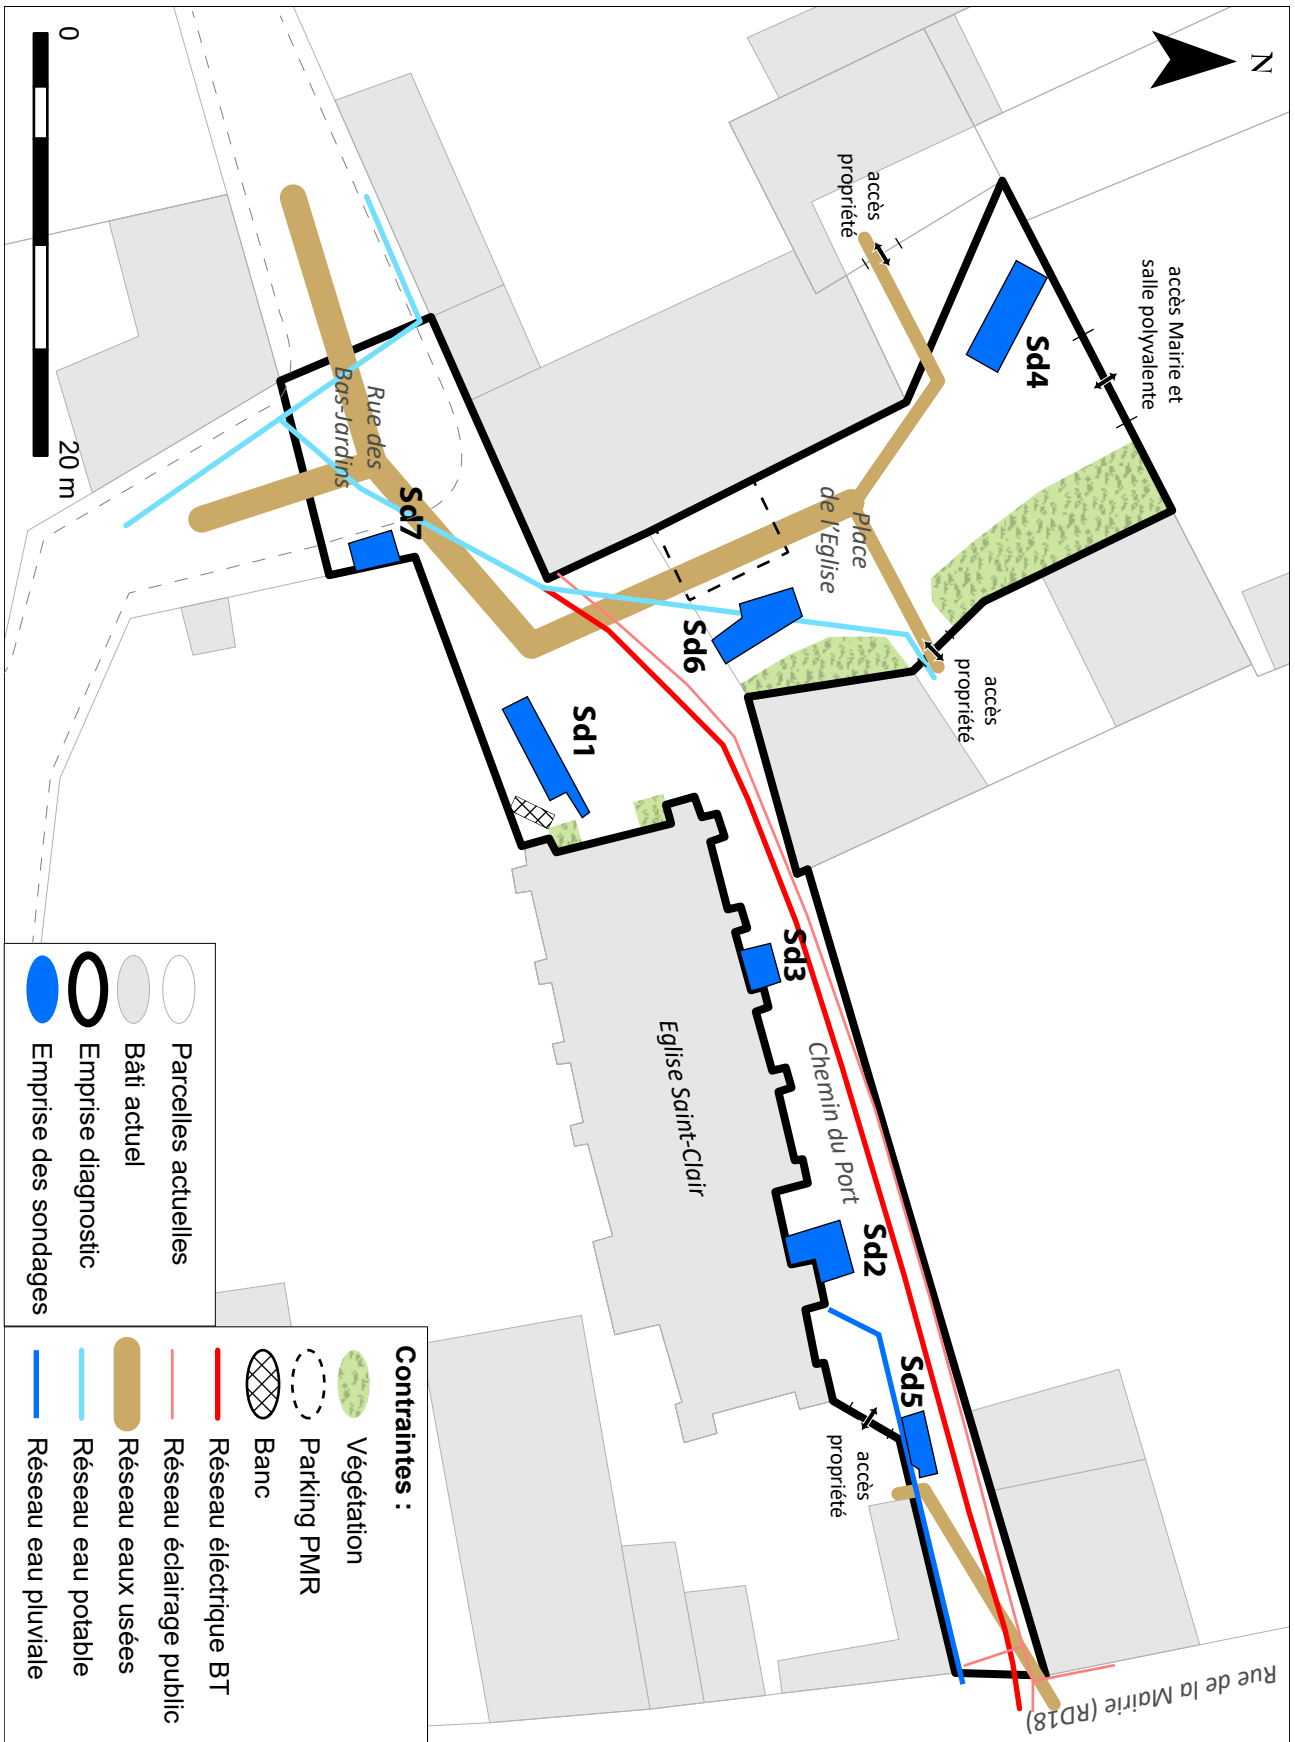 N
0
20 m
accès Mairie et
salle polyvalente
accès
propriété
Sd4
Place
de l'Eglise
Rue des
Bas-Jardins
Sd7
Sd6
accès
propriété
Sd1
Sd3
Chemin du Port
Eglise Saint-Clair
Sd2
Sd5
accès
propriété
Rue de la Mairie (RD18)
Parcelles actuelles
Bâti actuel
Emprise diagnostic
Emprise des sondages
Contraintes :
Végétation
Parking PMR
Banc
Réseau éléctrique BT
Réseau éclairage public
Réseau eaux usées
Réseau eau potable
Réseau eau pluviale